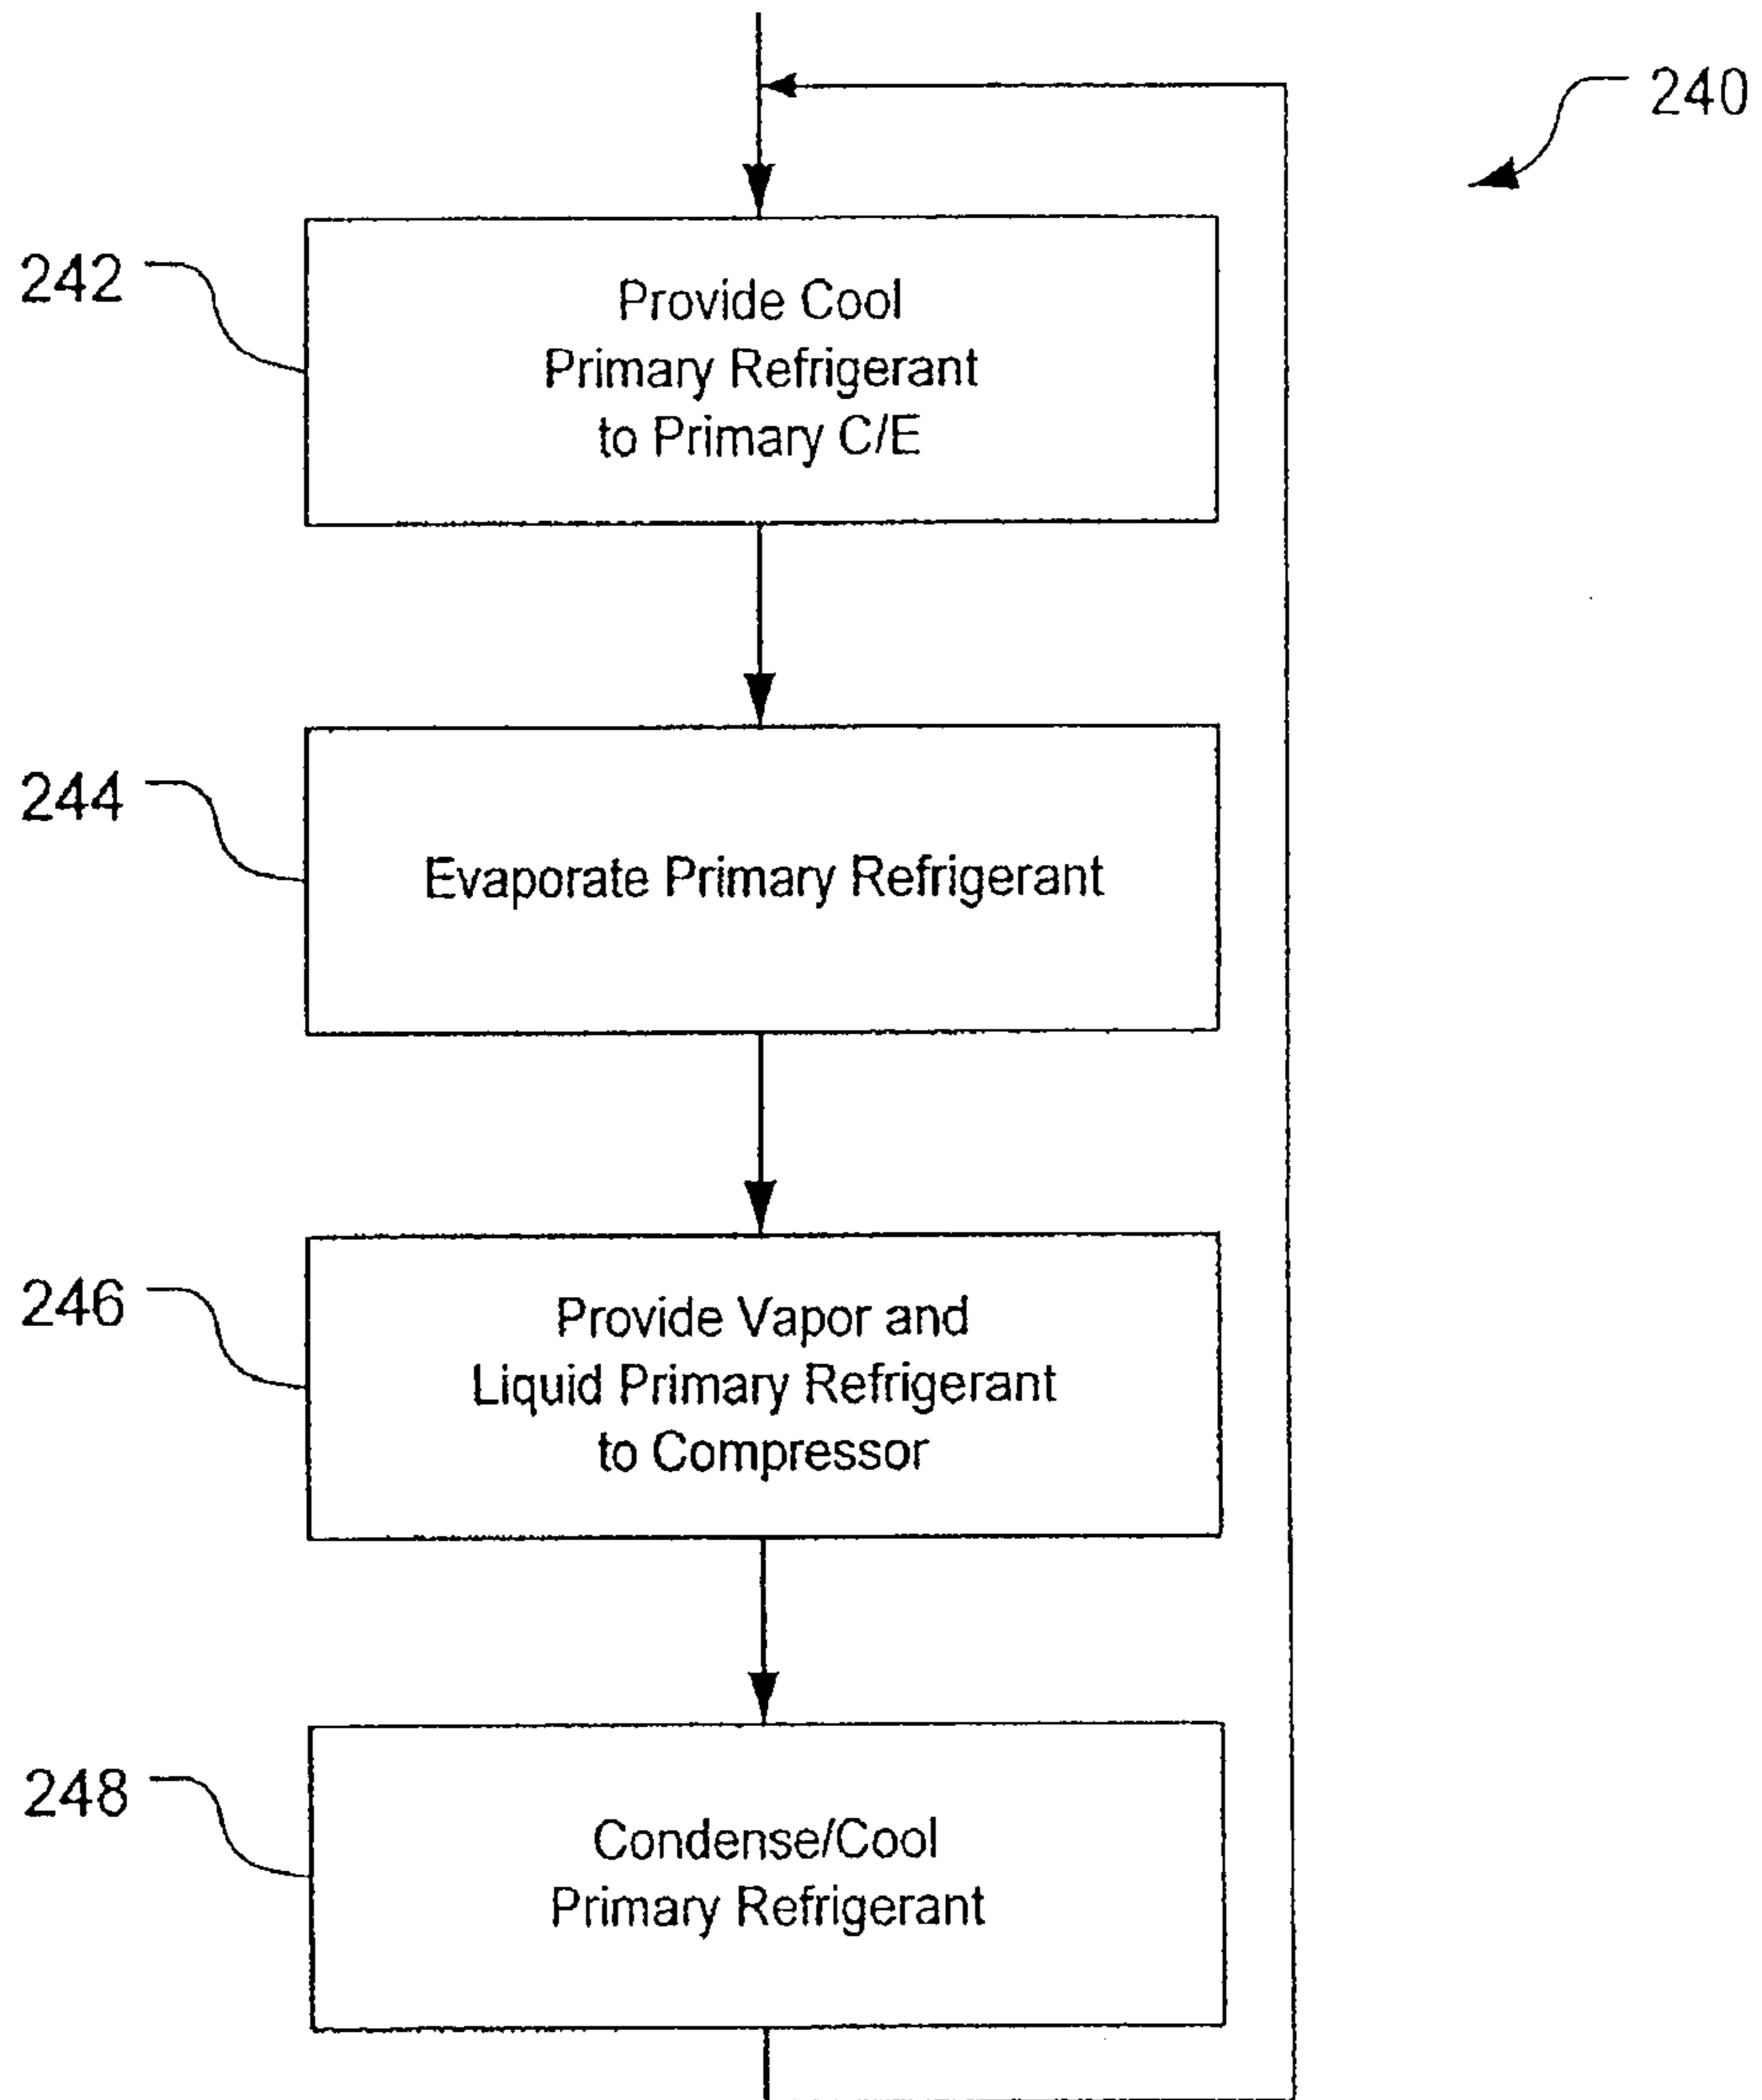 240
242
Provide Cool
Primary Refrigerant
to Primary C/E
244
Evaporate Primary Refrigerant
246
Provide Vapor and
Liquid Primary Refrigerant
to Compressor
248
Condense/Cool
Primary Refrigerant